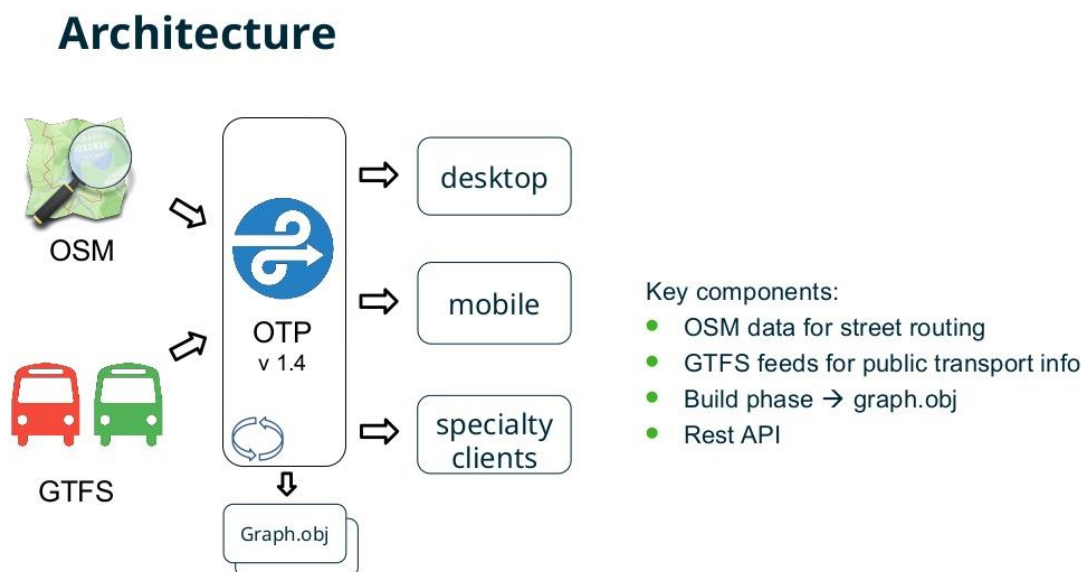 Architecture
OSM
GTFS
OTP
v 1.4
Graph.obj
desktop
mobile
specialty
clients
Key components:
● OSM data for street routing
● GTFS feeds for public transport info
● Build phase → graph.obj
● Rest API